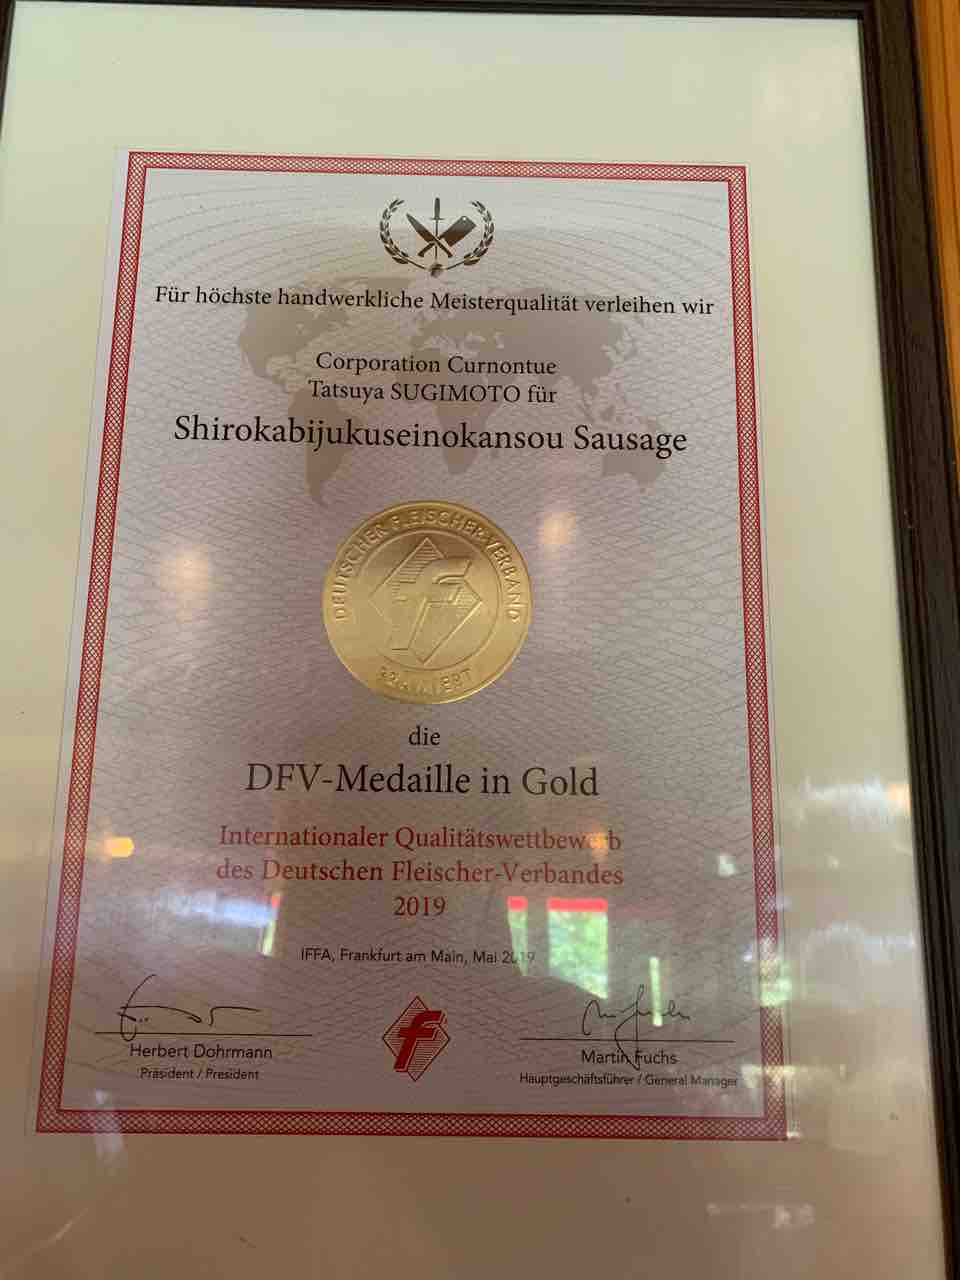 Für höchste handwerkliche Meisterqualität verleihen wir
Corporation Curnontue
Tatsuya SUGIMOTO für
Shirokabijukuseinokansou Sausage
DEUTSCHER FLEISCHER-VERBAND
PRÄMIERT
die
DFV-Medaille in Gold
Internationaler Qualitätswettbewerb
des Deutschen Fleischer-Verbandes
2019
IFFA, Frankfurt am Main, Mai 2019
Herbert Dohrmann
Präsident / President
f
Martin Fuchs
Hauptgeschäftsführer / General Manager